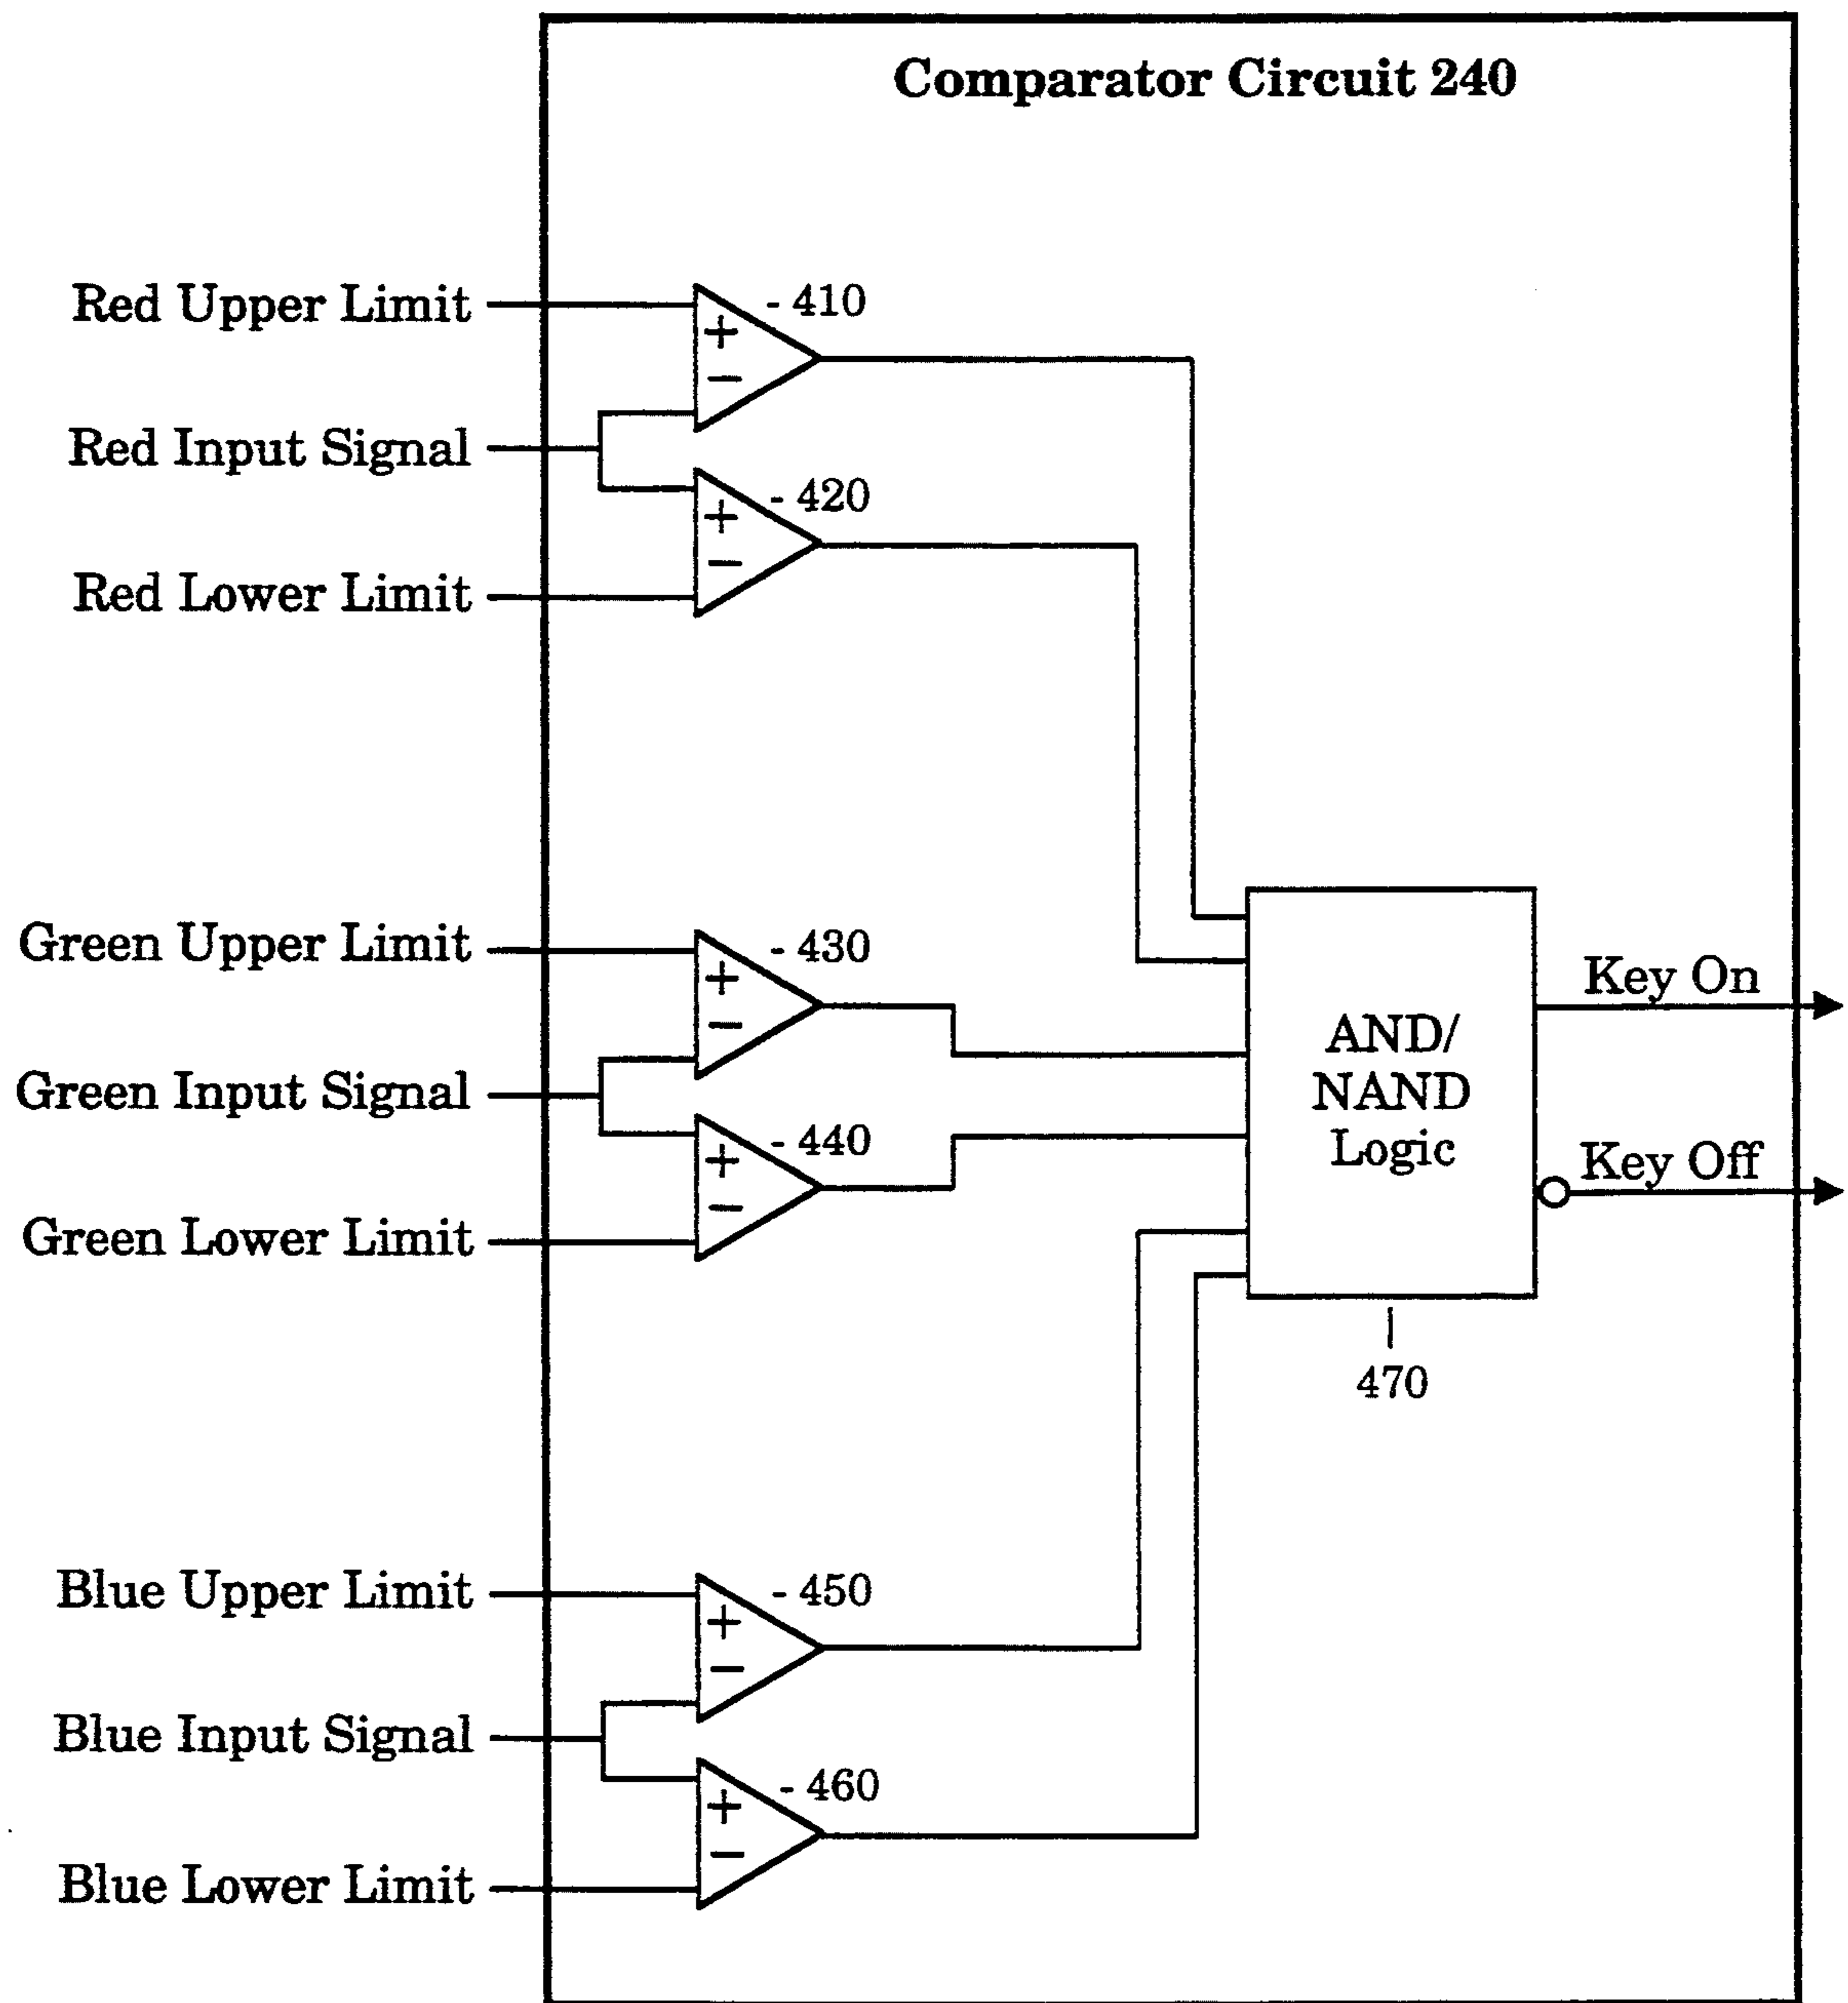 Comparator Circuit 240
Red Upper Limit
- 410
+
−
Red Input Signal
- 420
+
−
Red Lower Limit
Green Upper Limit
- 430
+
−
Green Input Signal
- 440
+
−
Green Lower Limit
Key On
AND/
NAND
Logic
Key Off
470
Blue Upper Limit
- 450
+
−
Blue Input Signal
- 460
+
−
Blue Lower Limit